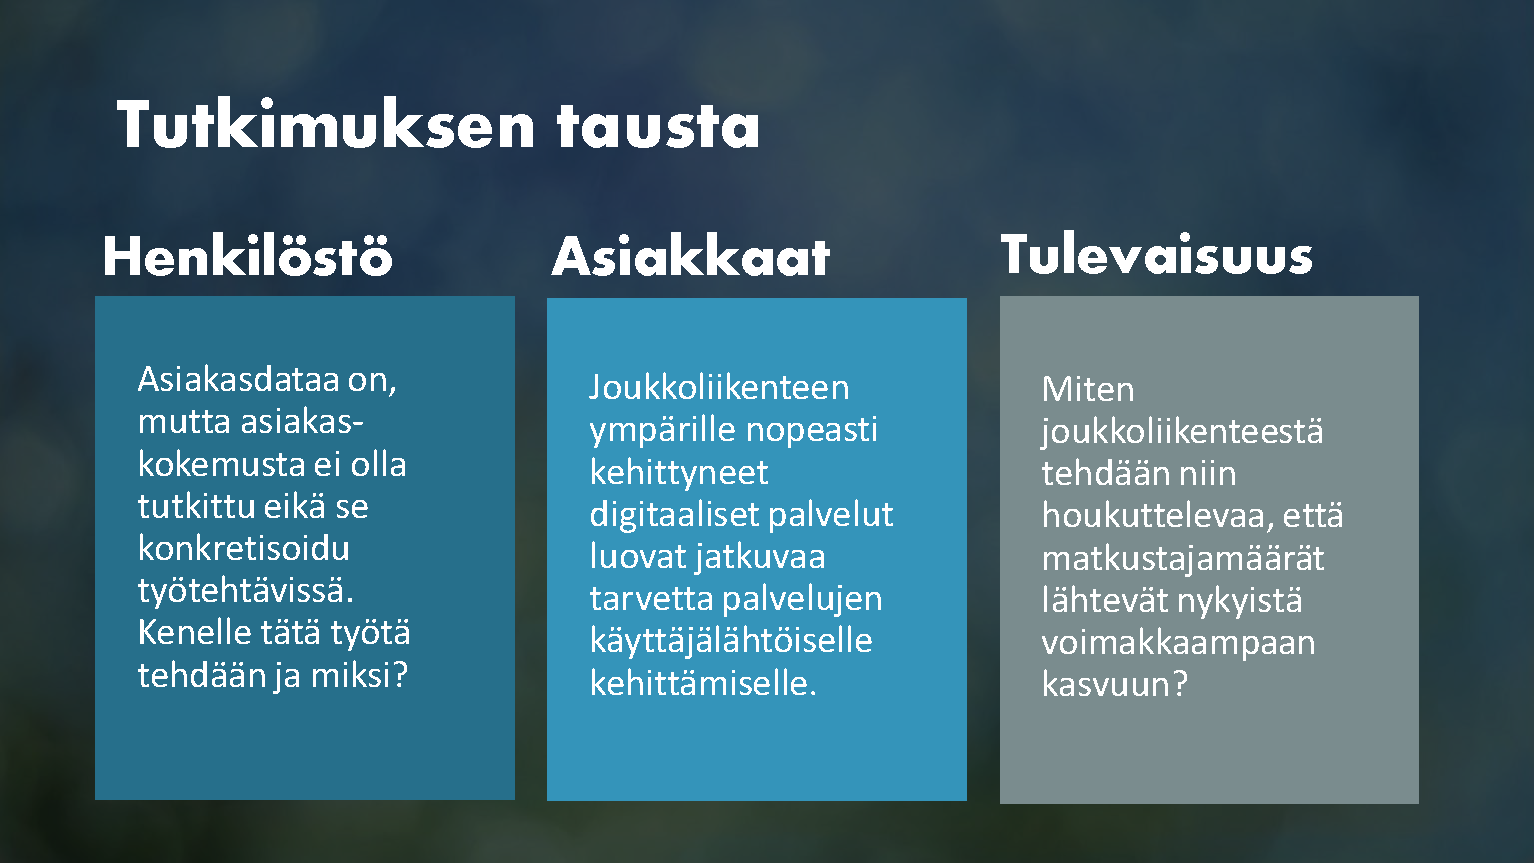 Tutkimuksen tausta
Henkilöstö
Asiakasdataa on,
mutta asiakas-
kokemusta ei olla
tutkittu eikä se
konkretisoidu
työtehtävissä.
Kenelle tätä työtä
tehdään ja miksi?
Asiakkaat
Joukkoliikenteen
ympärille nopeasti
kehittyneet
digitaaliset palvelut
luovat jatkuvaa
tarvetta palvelujen
käyttäjälähtöiselle
kehittämiselle.
Tulevaisuus
Miten
joukkoliikenteestä
tehdään niin
houkuttelevaa, että
matkustajamäärät
lähtevät nykyistä
voimakkaampaan
kasvuun?